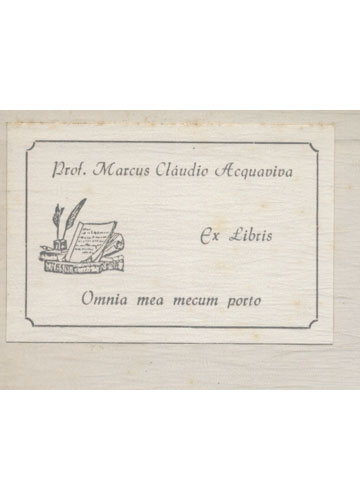 Prof. Marcus Cláudio Acquaviva
Ex Libris
Omnia mea mecum porto